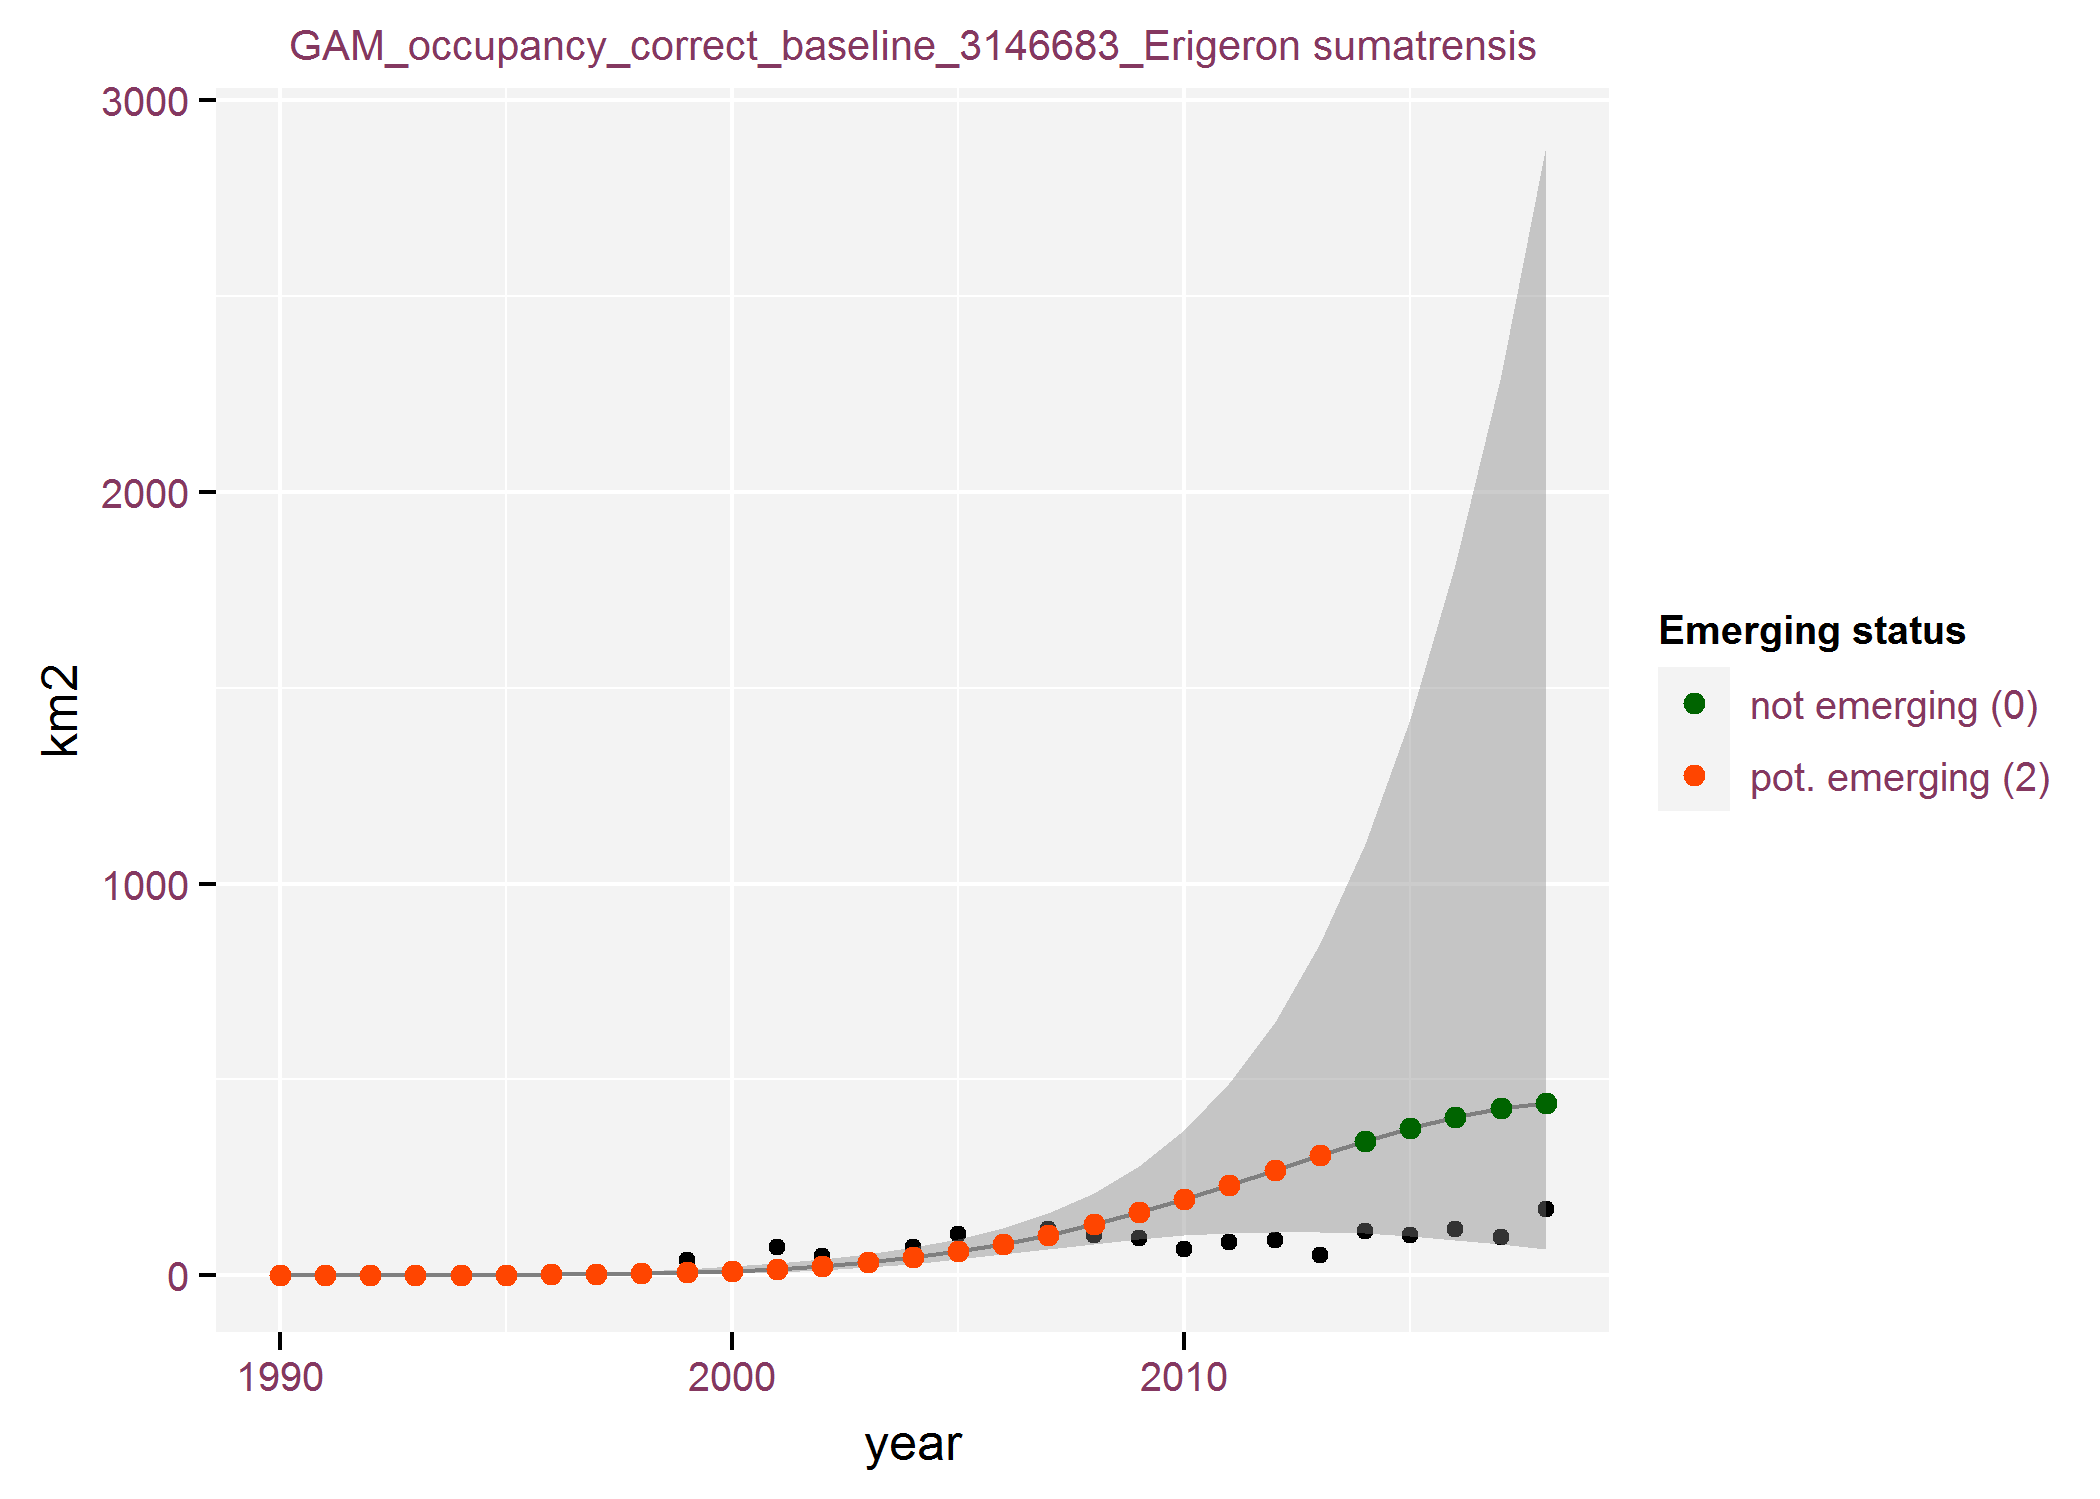 GAM_occupancy_correct_baseline_3146683_Erigeron sumatrensis
3000
2000
1000
0
km2
1990 2000 2010
year
Emerging status
not emerging (0)
pot. emerging (2)